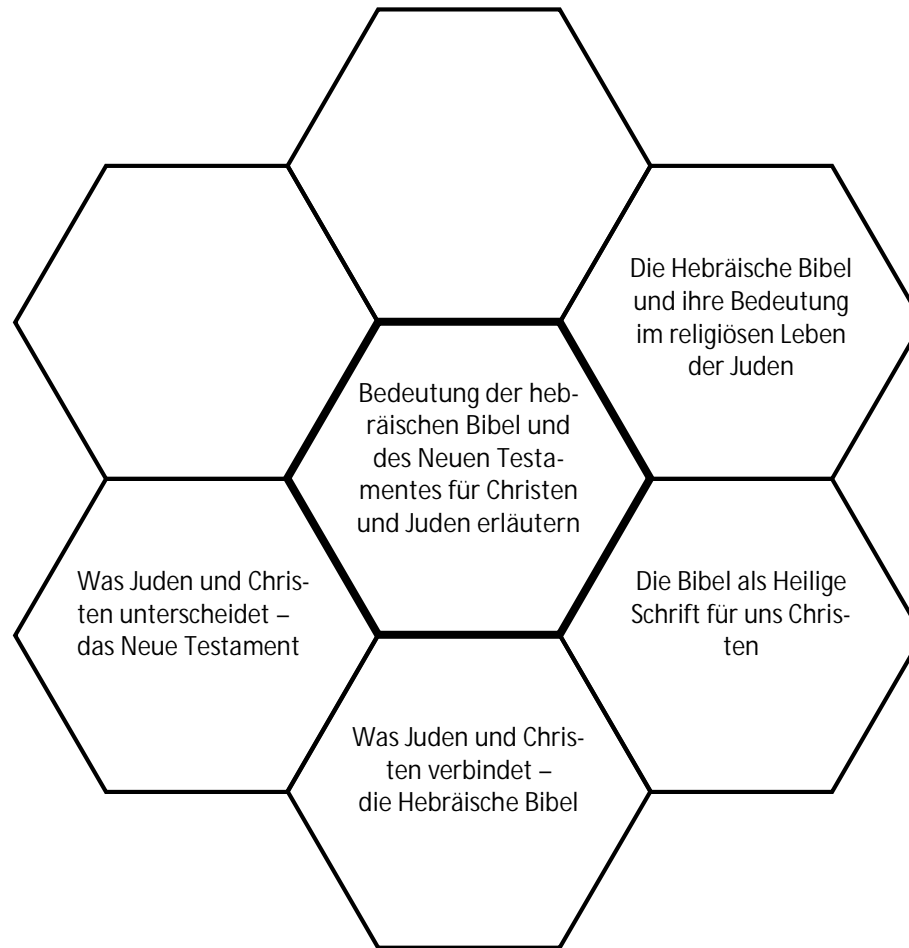 Die Hebräische Bibel
und ihre Bedeutung
im religiösen Leben
der Juden
Bedeutung der heb-
räischen Bibel und
des Neuen Testa-
mentes für Christen
und Juden erläutern
Was Juden und Chris-
ten unterscheidet –
das Neue Testament
Die Bibel als Heilige
Schrift für uns Chris-
ten
Was Juden und Chris-
ten verbindet –
die Hebräische Bibel